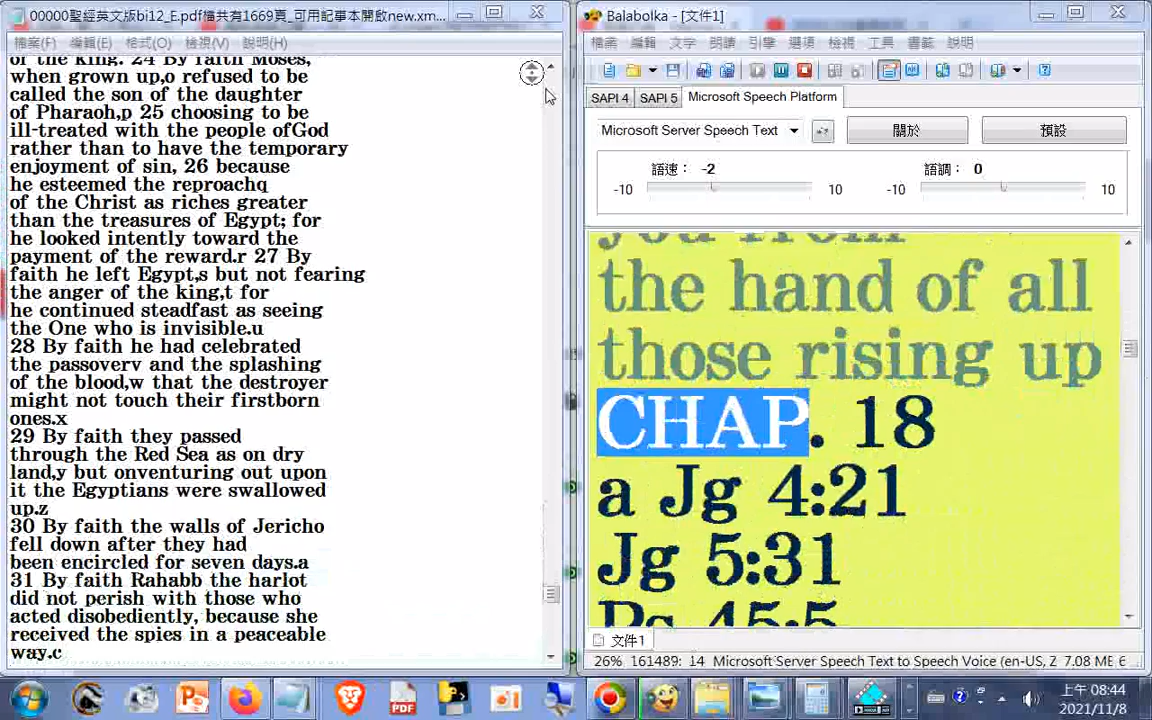 00000聖經英文版bi12_E.pdf檔共有1669頁_可用記事本開啟new.xm...
檔案(F) 編輯(E) 格式(O) 檢視(V) 說明(H)
of the king. 24 By faith Moses,
when grown up,o refused to be
called the son of the daughter
of Pharaoh,p 25 choosing to be
ill-treated with the people ofGod
rather than to have the temporary
enjoyment of sin, 26 because
he esteemed the reproachq
of the Christ as riches greater
than the treasures of Egypt; for
he looked intently toward the
payment of the reward.r 27 By
faith he left Egypt,s but not fearing
the anger of the king,t for
he continued steadfast as seeing
the One who is invisible.u
28 By faith he had celebrated
the passoverv and the splashing
of the blood,w that the destroyer
might not touch their firstborn
ones.x
29 By faith they passed
through the Red Sea as on dry
land,y but onventuring out upon
it the Egyptians were swallowed
up.z
30 By faith the walls of Jericho
fell down after they had
been encircled for seven days.a
31 By faith Rahabb the harlot
did not perish with those who
acted disobediently, because she
received the spies in a peaceable
way.c
Balabolka - [文件1]
檔案 編輯 文字 朗讀 引擎 選項 檢視 工具 書籤 說明
SAPI 4 SAPI 5 Microsoft Speech Platform
Microsoft Server Speech Text 關於 預設
語速： -2 語調： 0
-10 10 -10 10
you from
the hand of all
those rising up
CHAP. 18
a Jg 4:21
Jg 5:31
Ps 45:5
文件1
26% 161489: 14 Microsoft Server Speech Text to Speech Voice (en-US, Z 7.08 MB 6
PDF
上午 08:44
2021/11/8